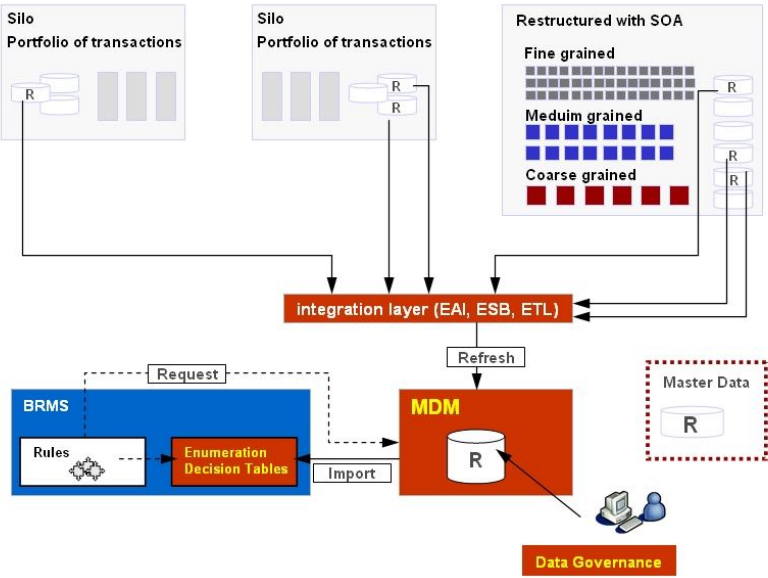 Silo
Portfolio of transactions
R
Silo
Portfolio of transactions
R
R
Restructured with SOA
Fine grained
Meduim grained
Coarse grained
R
R
R
integration layer (EAI, ESB, ETL)
Refresh
Request
BRMS
Rules
Enumeration
Decision Tables
Import
MDM
R
Master Data
R
Data Governance